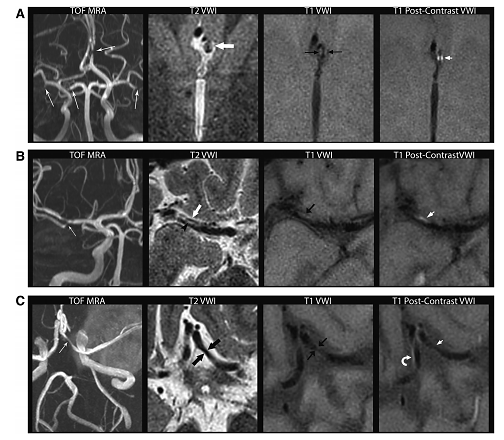 A
TOF MRA T2 VWI T1 VWI T1 Post-Contrast VWI
B
TOF MRA T2 VWI T1 VWI T1 Post-ContrastVWI
C
TOF MRA T2 VWI T1 VWI T1 Post-Contrast VWI